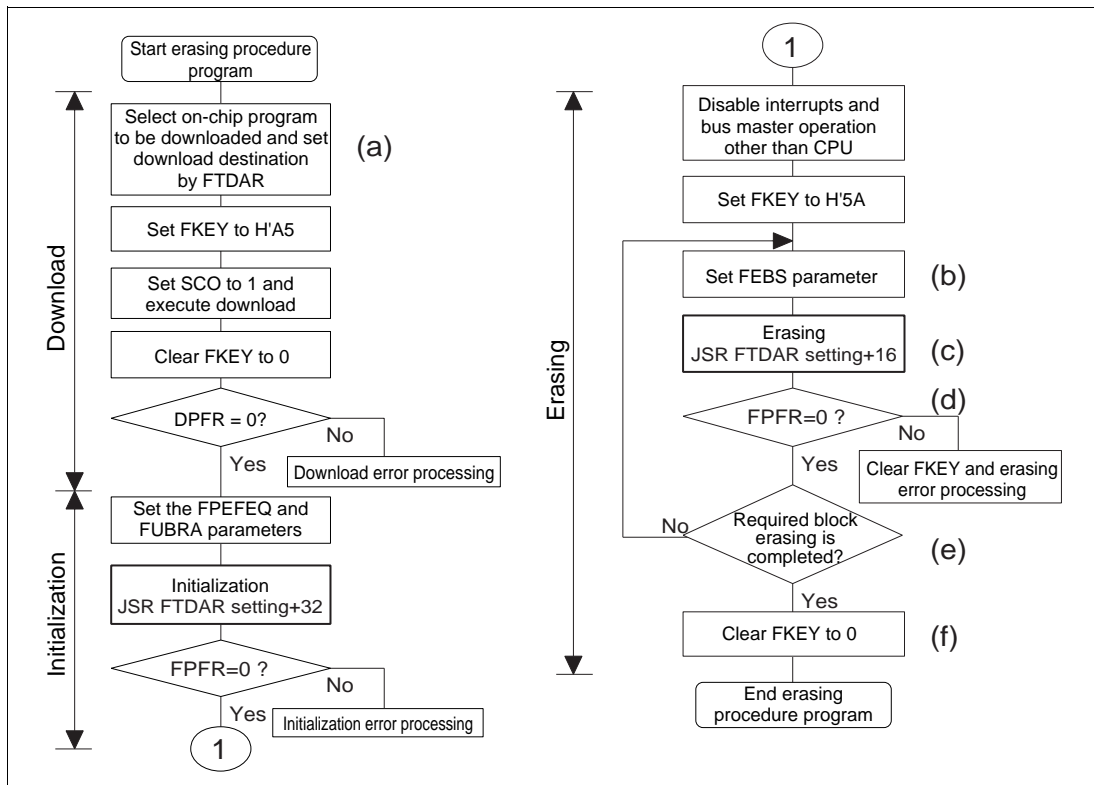 Start erasing procedure
program
Download
Select on-chip program
to be downloaded and set
download destination
by FTDAR
(a)
Set FKEY to H'A5
Set SCO to 1 and
execute download
Clear FKEY to 0
DPFR = 0?
No
Yes
Download error processing
Initialization
Set the FPEFEQ and
FUBRA parameters
Initialization
JSR FTDAR setting+32
FPFR=0 ?
No
Yes
Initialization error processing
1
1
Erasing
Disable interrupts and
bus master operation
other than CPU
Set FKEY to H'5A
Set FEBS parameter
(b)
Erasing
JSR FTDAR setting+16
(c)
(d)
FPFR=0 ?
No
Yes
Clear FKEY and erasing
error processing
No
Required block
erasing is
completed?
(e)
Yes
Clear FKEY to 0
(f)
End erasing
procedure program